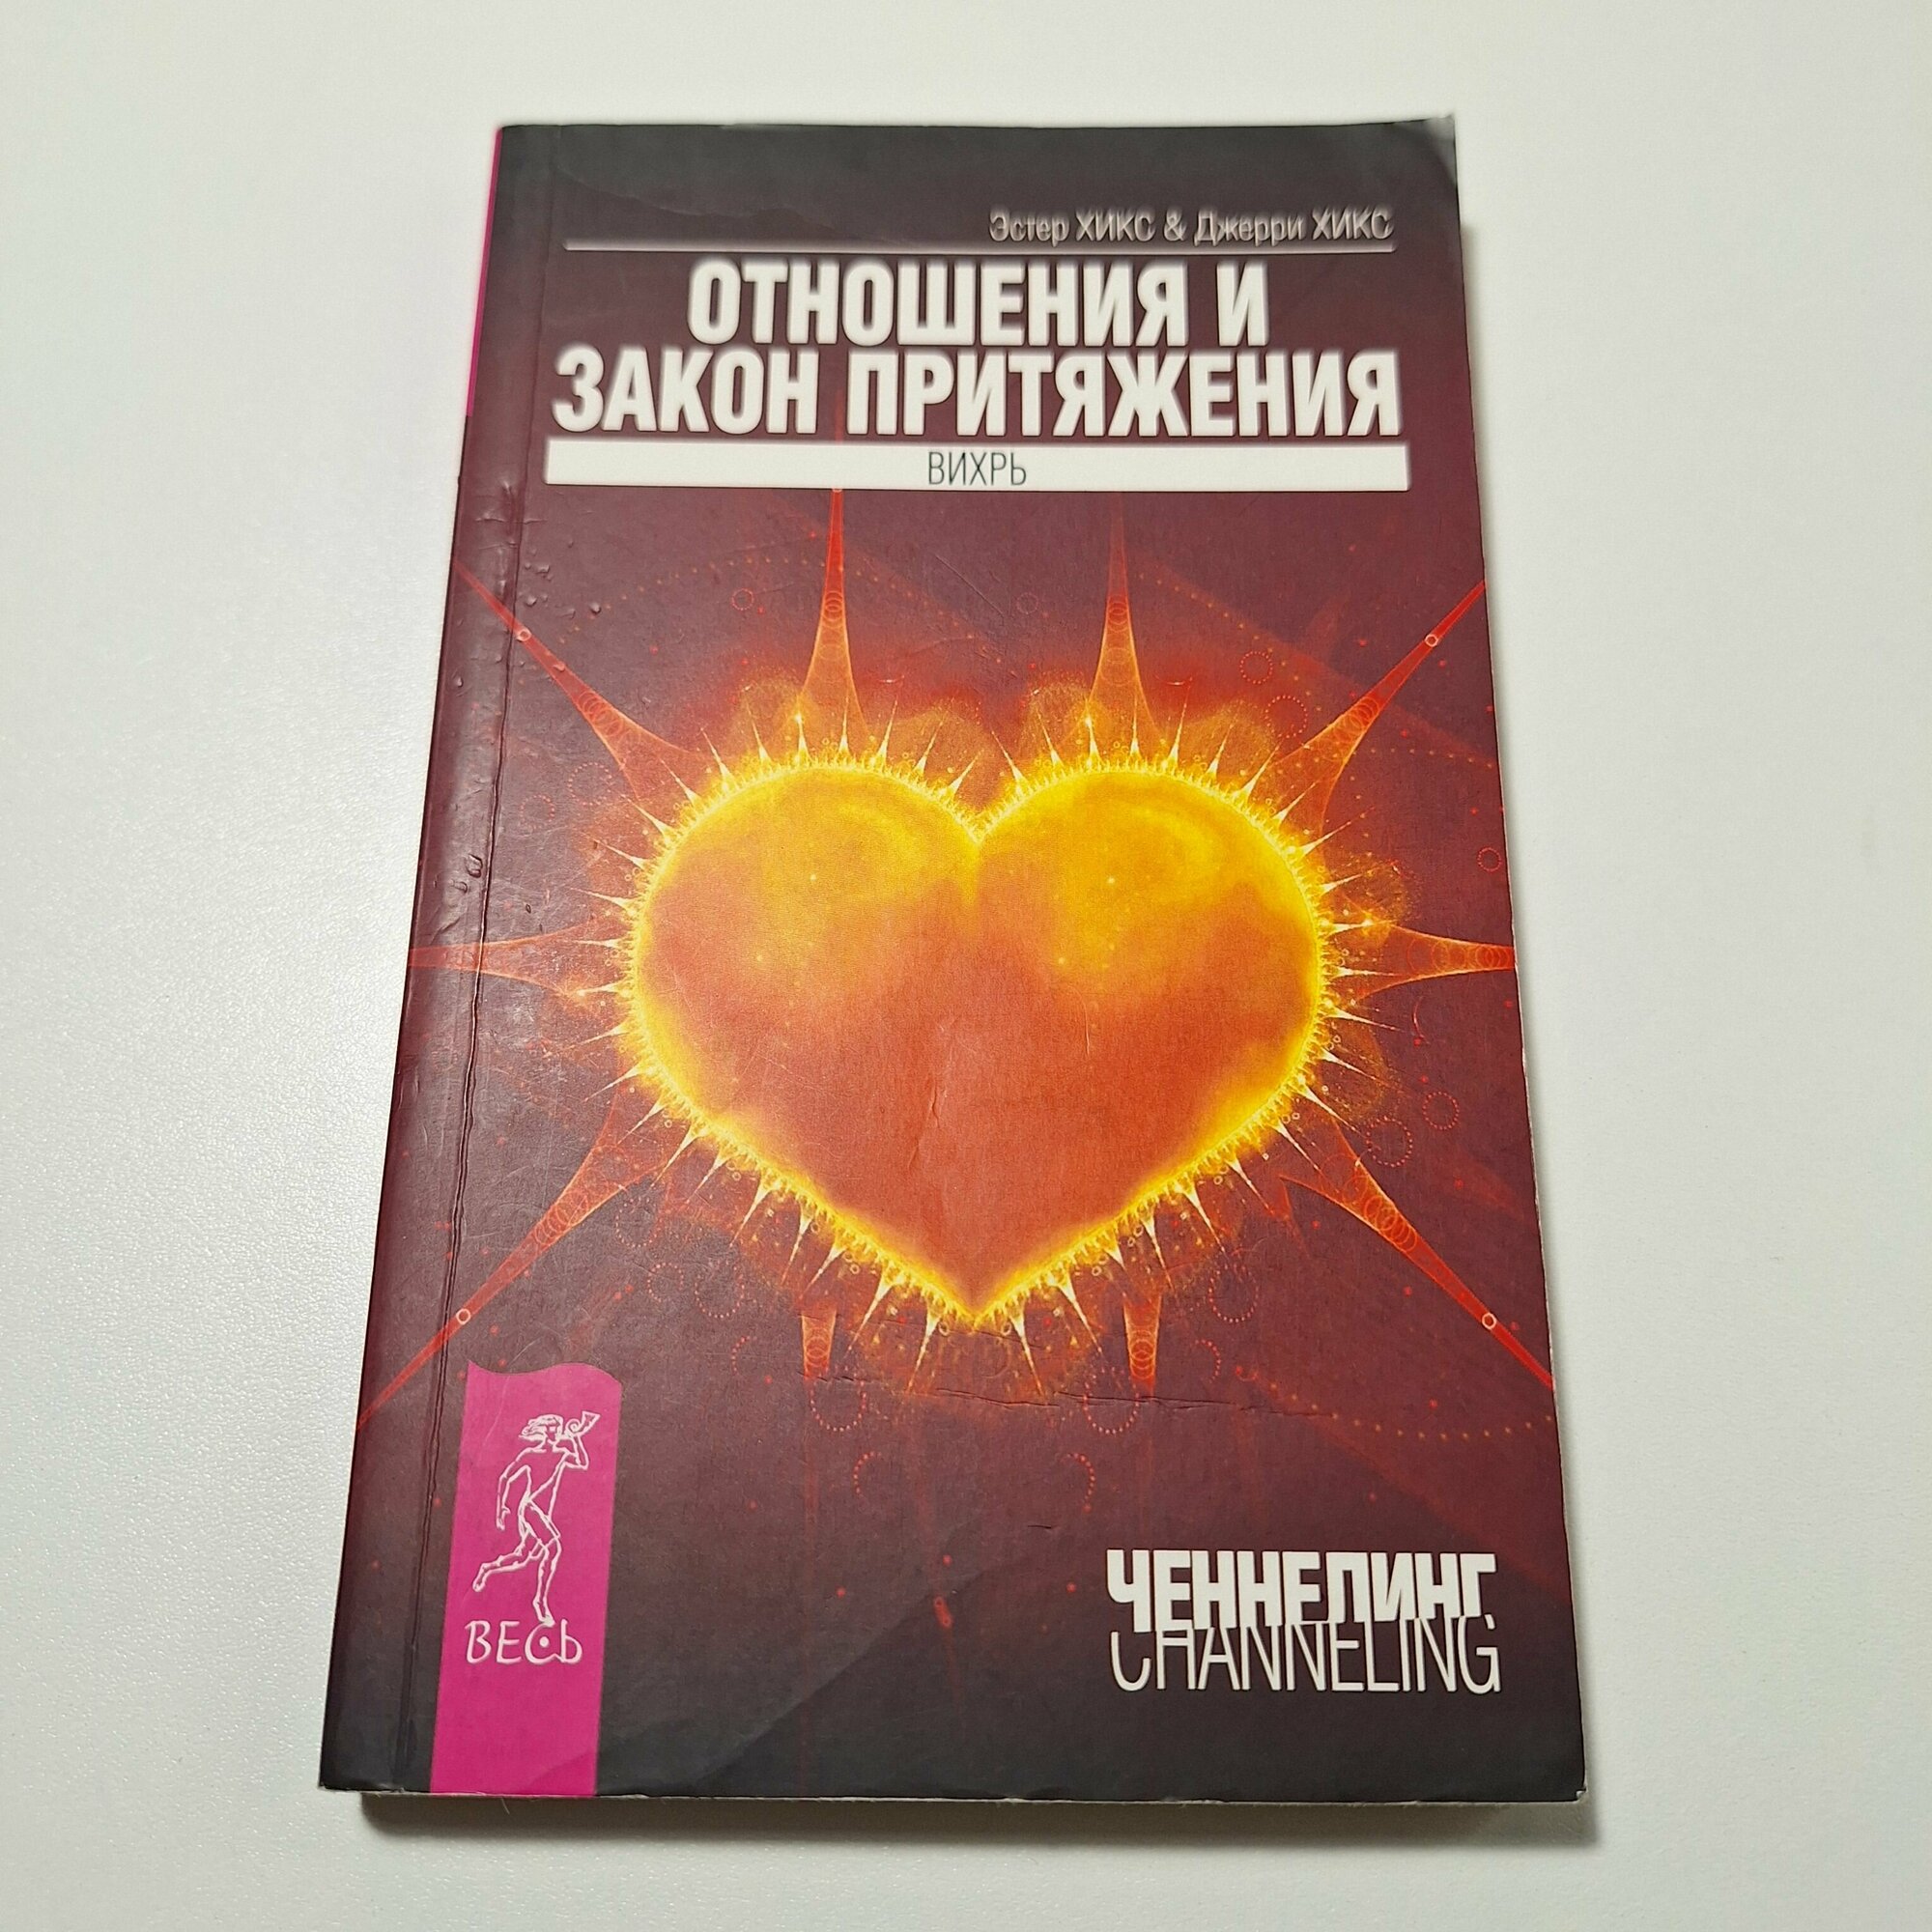 Эстер ХИКС & Джерри ХИКС
ОТНОШЕНИЯ И
ЗАКОН ПРИТЯЖЕНИЯ
ВИХРЬ
ВЕСЬ
ЧЕННЕЛИНГ
CHANNELING